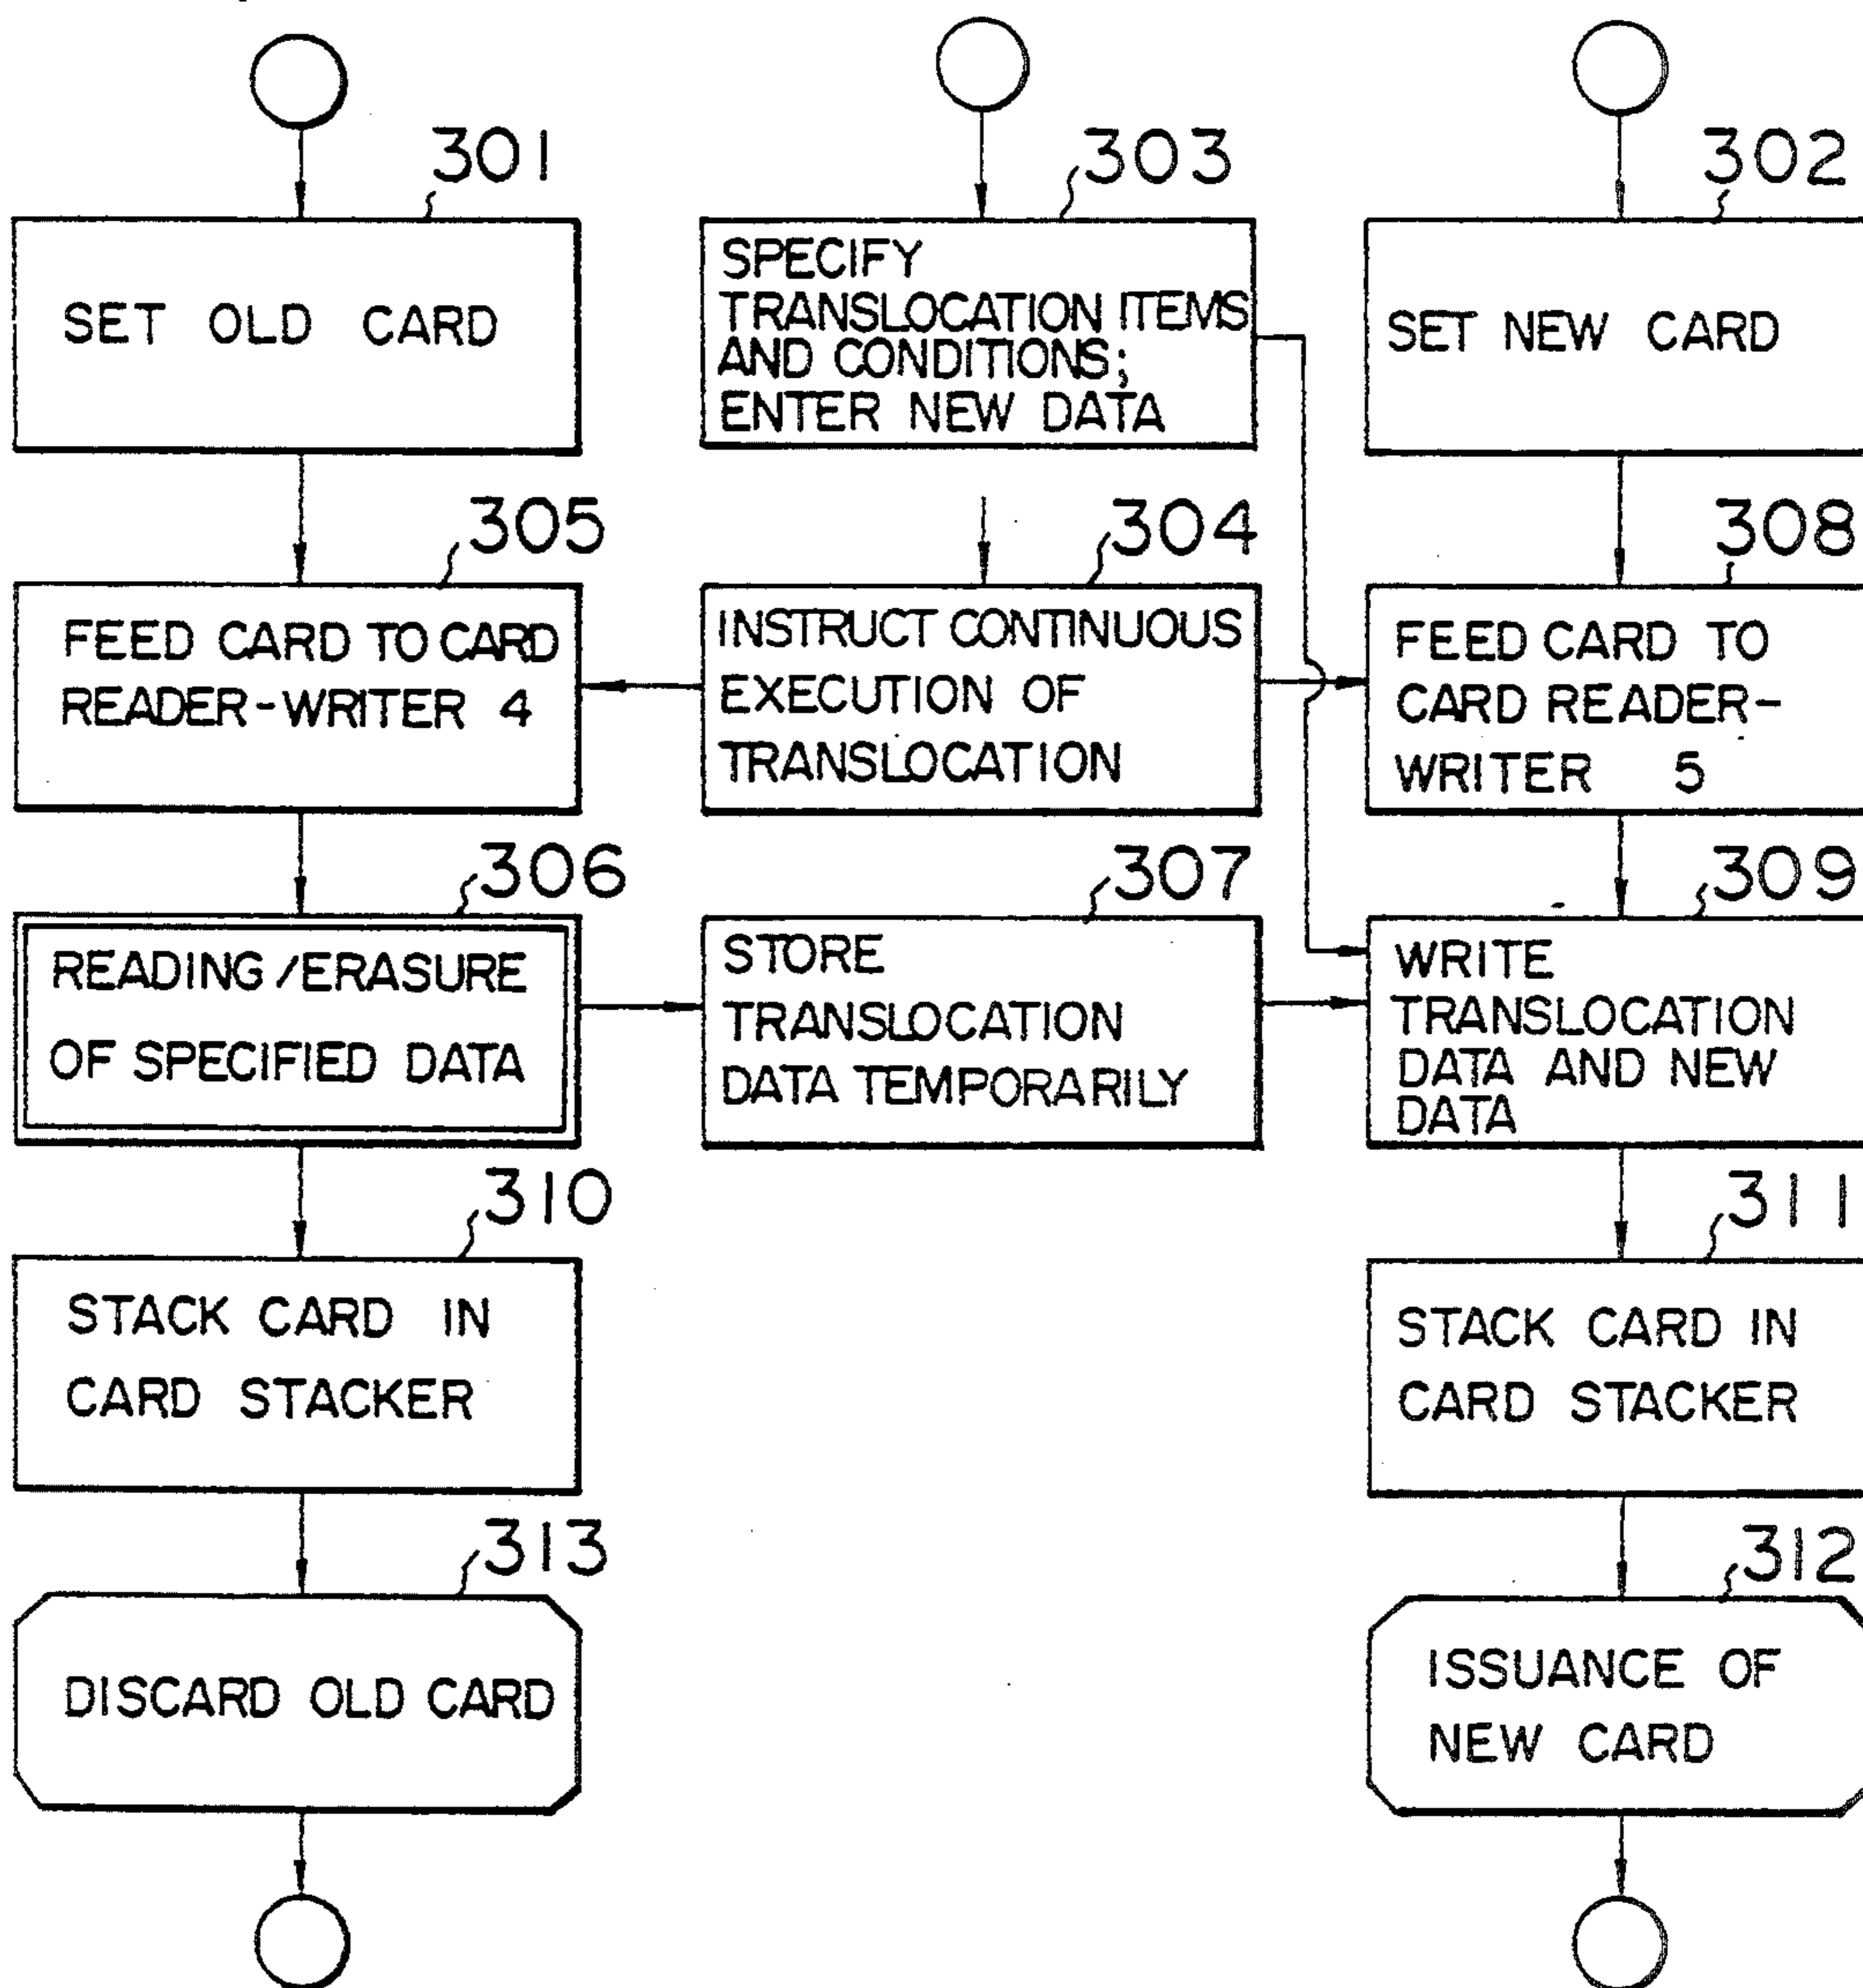 301
SET OLD CARD
303
SPECIFY
TRANSLOCATION ITEMS
AND CONDITIONS;
ENTER NEW DATA
302
SET NEW CARD
305
FEED CARD TO CARD
READER-WRITER 4
304
INSTRUCT CONTINUOUS
EXECUTION OF
TRANSLOCATION
308
FEED CARD TO
CARD READER-
WRITER 5
306
READING/ERASURE
OF SPECIFIED DATA
307
STORE
TRANSLOCATION
DATA TEMPORARILY
309
WRITE
TRANSLOCATION
DATA AND NEW
DATA
310
STACK CARD IN
CARD STACKER
311
STACK CARD IN
CARD STACKER
313
DISCARD OLD CARD
312
ISSUANCE OF
NEW CARD